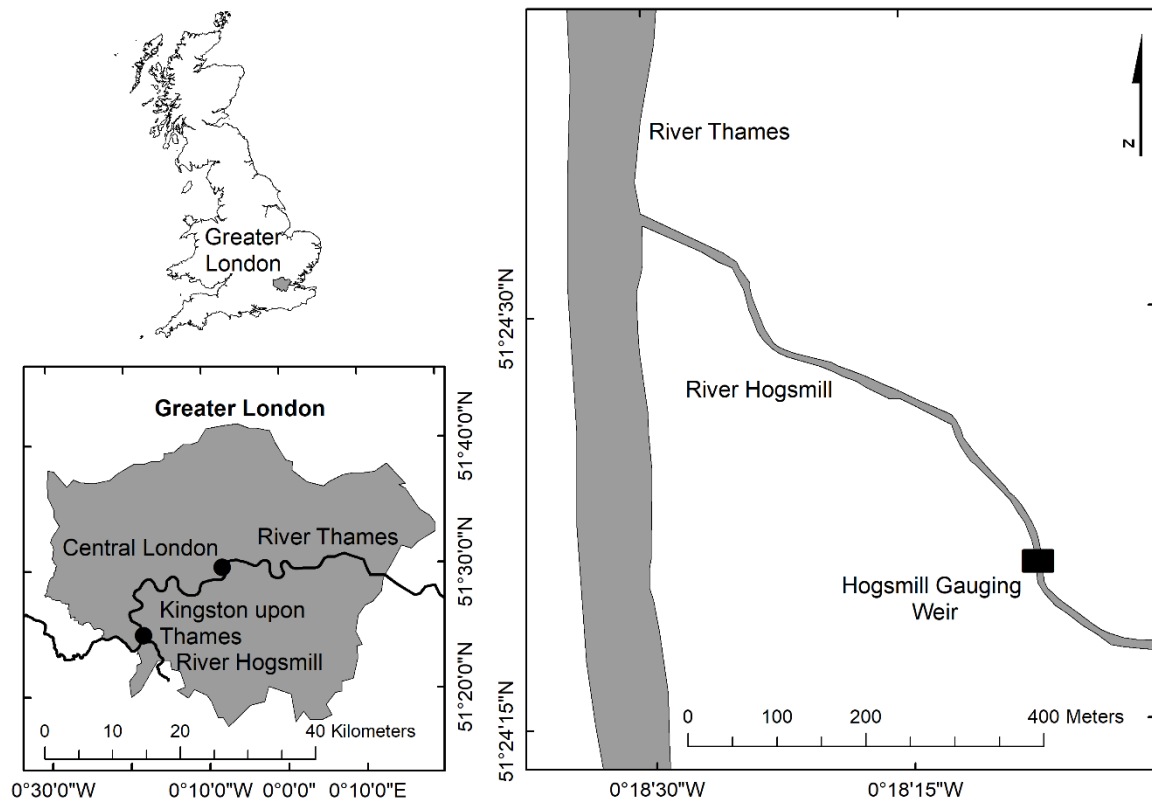 Greater
London
Greater London
Central London
River Thames
Kingston upon
Thames
River Hogsmill
0 10 20 40 Kilometers
51°40'0"N
51°30'0"N
51°20'0"N
0°30'0"W 0°10'0"W 0°0'0" 0°10'0"E
River Thames
N
River Hogsmill
Hogsmill Gauging
Weir
0 100 200 400 Meters
51°24'30"N
51°24'15"N
0°18'30"W 0°18'15"W